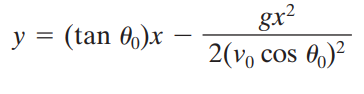 y = (tan θ₀)x − gx² / 2(v₀ cos θ₀)²